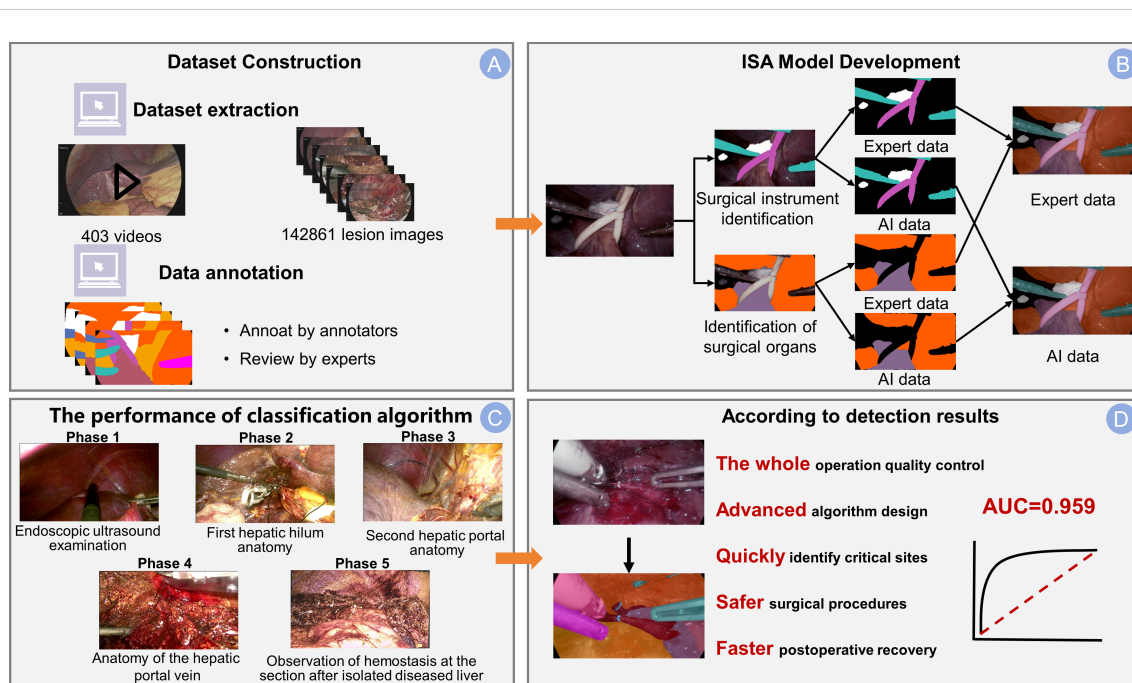 Dataset Construction
A
Dataset extraction
403 videos
142861 lesion images
Data annotation
• Annoat by annotators
• Review by experts
ISA Model Development
B
Surgical instrument
identification
Identification of
surgical organs
Expert data
AI data
Expert data
AI data
Expert data
AI data
The performance of classification algorithm
C
Phase 1
Endoscopic ultrasound
examination
Phase 2
First hepatic hilum
anatomy
Phase 3
Second hepatic portal
anatomy
Phase 4
Anatomy of the hepatic
portal vein
Phase 5
Observation of hemostasis at the
section after isolated diseased liver
According to detection results
D
The whole operation quality control
Advanced algorithm design
Quickly identify critical sites
Safer surgical procedures
Faster postoperative recovery
AUC=0.959